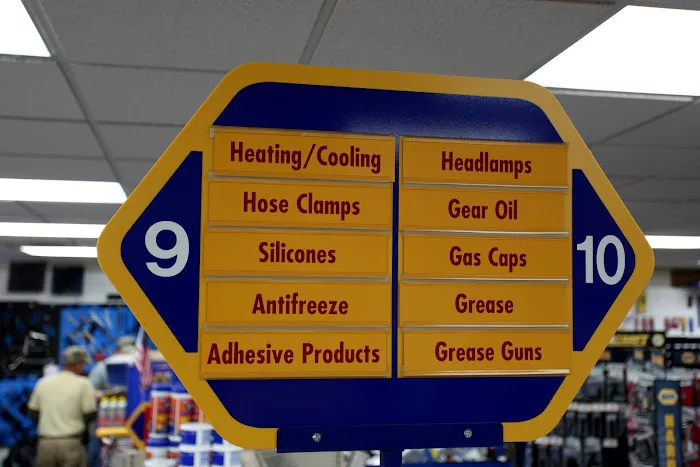 9
Heating/Cooling
Hose Clamps
Silicones
Antifreeze
Adhesive Products
Headlamps
Gear Oil
Gas Caps
Grease
Grease Guns
10